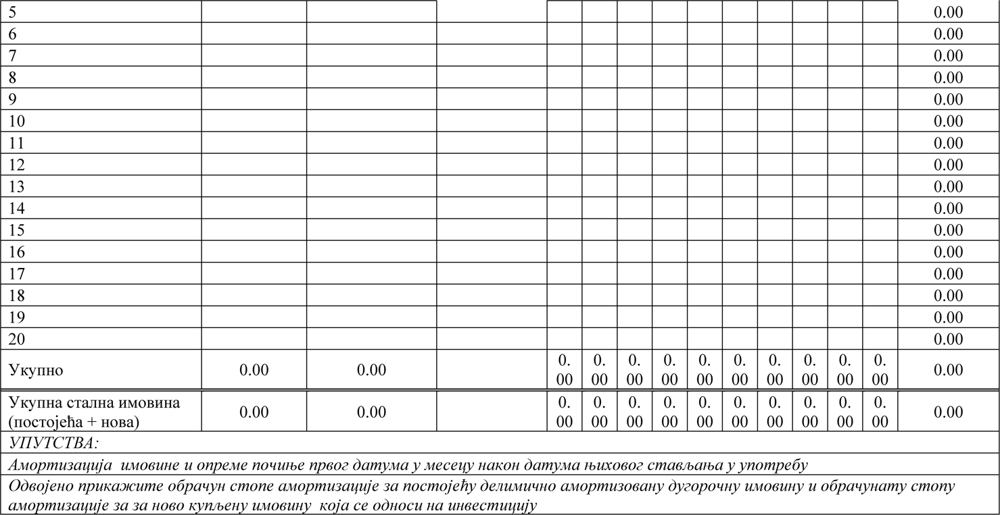 5 0.00
6 0.00
7 0.00
8 0.00
9 0.00
10 0.00
11 0.00
12 0.00
13 0.00
14 0.00
15 0.00
16 0.00
17 0.00
18 0.00
19 0.00
20 0.00
0. 0. 0. 0. 0. 0. 0. 0. 0. 0.
Укупно 0.00 0.00 0.00
00 00 00 00 00 00 00 00 00 00
Укупна стална имовина 0. 0. 0. 0. 0. 0. 0. 0. 0. 0.
0.00 0.00 0.00
(постојећа + нова) 00 00 00 00 00 00 00 00 00 00
УПУТСТВА:
Амортизација имовине и опреме почиње првог датума у месецу након датума њиховог стављања у употребу
Одвојено прикажите обрачун стопе амортизације за постојећу делимично амортизовану дугорочну имовину и обрачунату стопу
амортизације за за ново купљену имовину која се односи на инвестицију